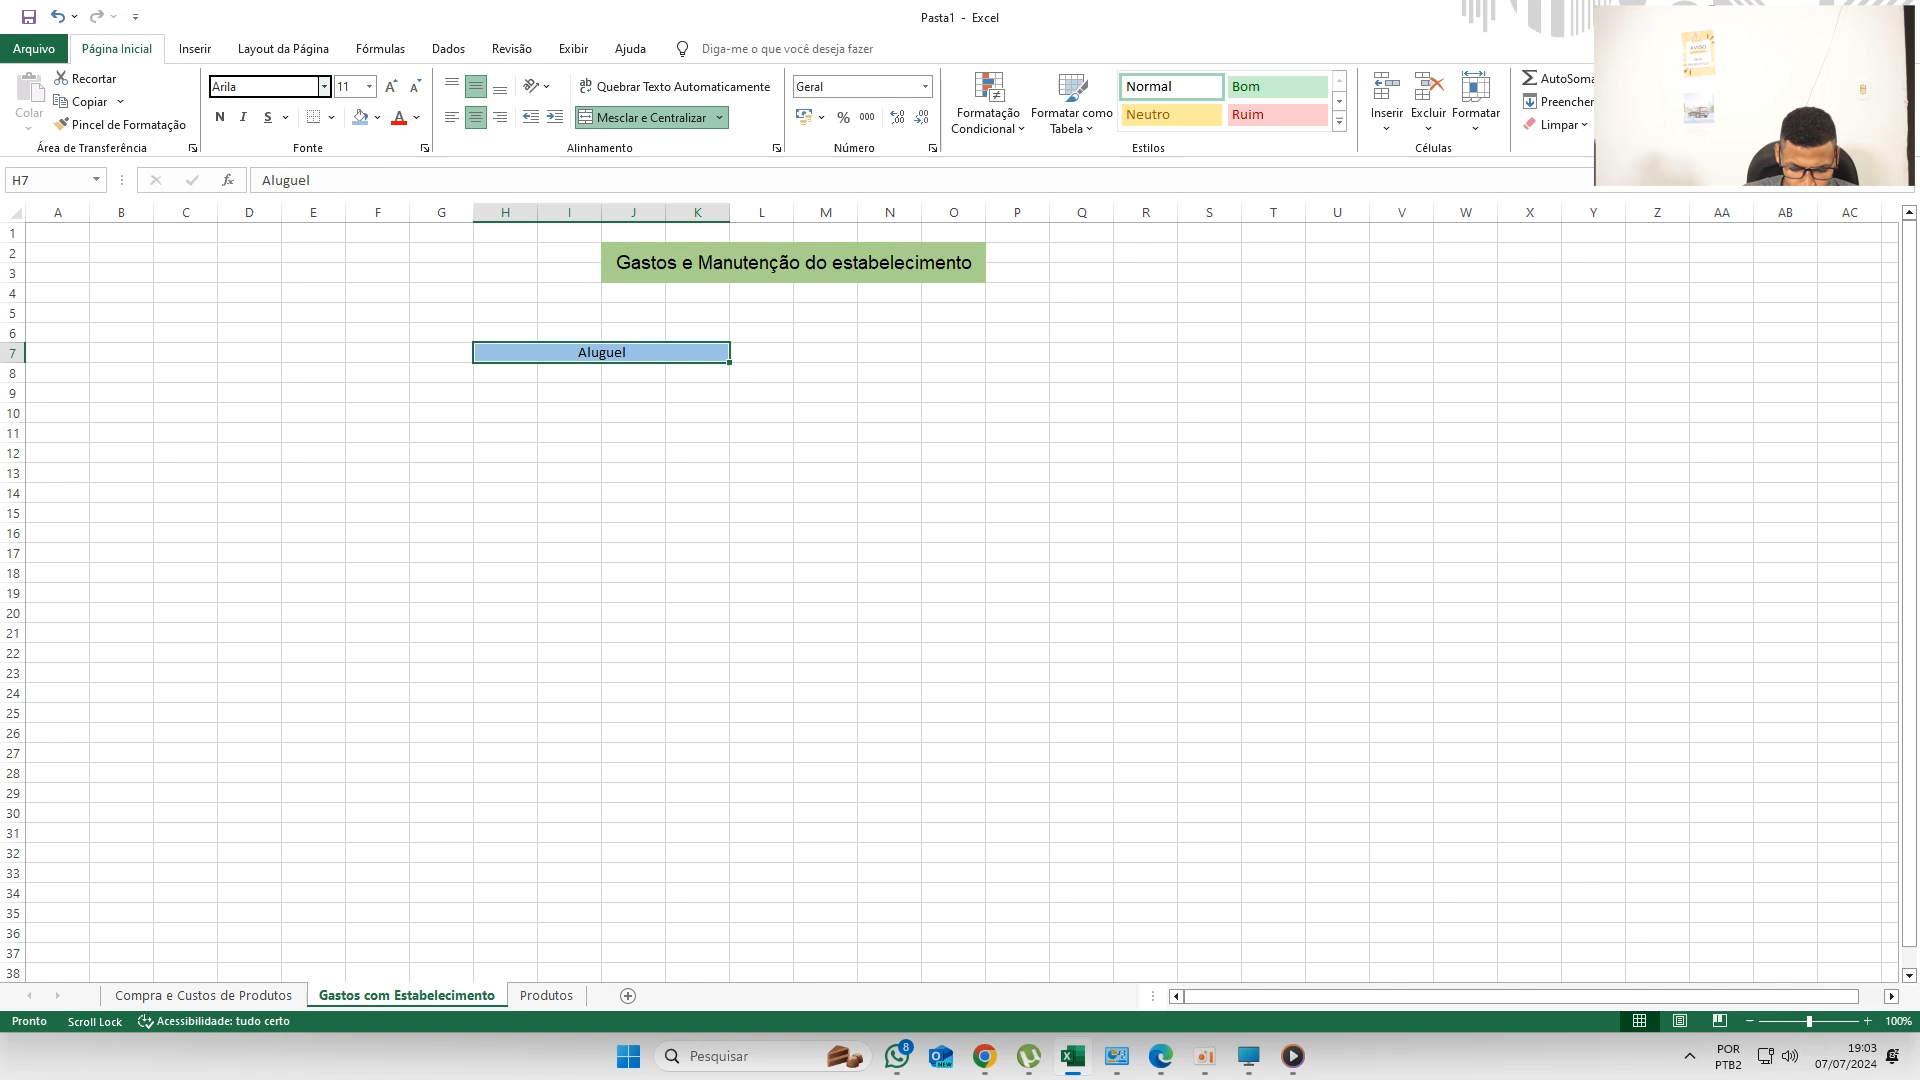 Pasta1 - Excel
Arquivo Página Inicial Inserir Layout da Página Fórmulas Dados Revisão Exibir Ajuda Diga-me o que você deseja fazer
Colar Recortar
Copiar
Pincel de Formatação
Área de Transferência
Arila 11
N I S
Fonte
Quebrar Texto Automaticamente
Mesclar e Centralizar
Alinhamento
Geral
% 000
Número
Formatação Condicional
Formatar como Tabela
Normal Bom
Neutro Ruim
Estilos
Inserir Excluir Formatar
Células
AutoSoma
Preencher
Limpar
AVISO
H7 fx Aluguel
A B C D E F G H I J K L M N O P Q R S T U V W X Y Z AA AB AC
1
2
Gastos e Manutenção do estabelecimento
3
4
5
6
7 Aluguel
8
9
10
11
12
13
14
15
16
17
18
19
20
21
22
23
24
25
26
27
28
29
30
31
32
33
34
35
36
37
38
Compra e Custos de Produtos Gastos com Estabelecimento Produtos
Pronto Scroll Lock Acessibilidade: tudo certo 100%
Pesquisar 8 NEW POR 19:03
PTB2 07/07/2024